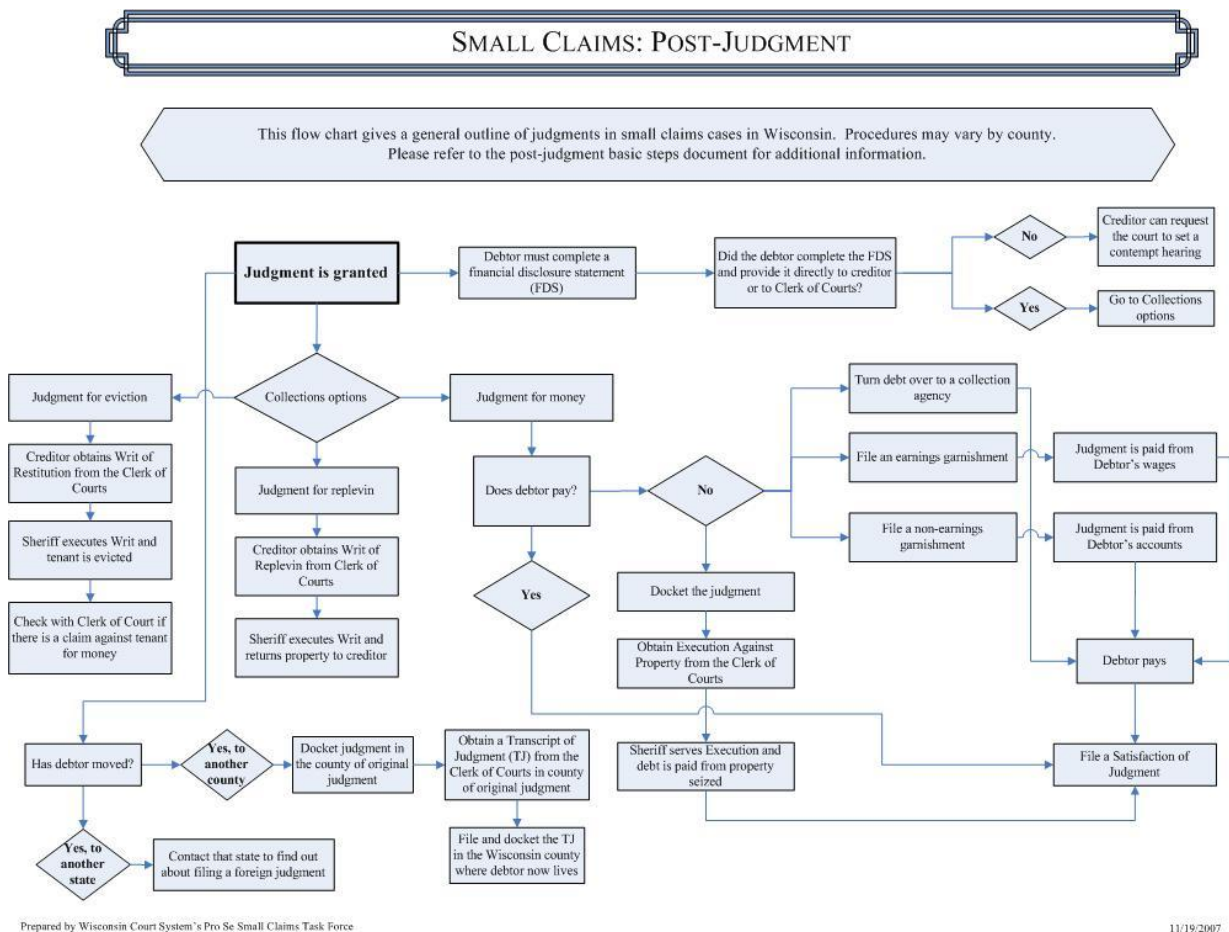 SMALL CLAIMS: POST-JUDGMENT
This flow chart gives a general outline of judgments in small claims cases in Wisconsin. Procedures may vary by county.
Please refer to the post-judgment basic steps document for additional information.
Judgment is granted
Debtor must complete a
financial disclosure statement
(FDS)
Did the debtor complete the FDS
and provide it directly to creditor
or to Clerk of Courts?
No
Creditor can request
the court to set a
contempt hearing
Yes
Go to Collections
options
Judgment for eviction
Collections options
Judgment for money
Creditor obtains Writ of
Restitution from the Clerk of
Courts
Sheriff executes Writ and
tenant is evicted
Check with Clerk of Court if
there is a claim against tenant
for money
Judgment for replevin
Creditor obtains Writ of
Replevin from Clerk of
Courts
Sheriff executes Writ and
returns property to creditor
Does debtor pay?
Yes
No
Turn debt over to a collection
agency
File an earnings garnishment
Judgment is paid from
Debtor's wages
File a non-earnings
garnishment
Judgment is paid from
Debtor's accounts
Docket the judgment
Obtain Execution Against
Property from the Clerk of
Courts
Sheriff serves Execution and
debt is paid from property
seized
Debtor pays
File a Satisfaction of
Judgment
Has debtor moved?
Yes, to
another
county
Docket judgment in
the county of original
judgment
Obtain a Transcript of
Judgment (TJ) from the
Clerk of Courts in county
of original judgment
File and docket the TJ
in the Wisconsin county
where debtor now lives
Yes, to
another
state
Contact that state to find out
about filing a foreign judgment
Prepared by Wisconsin Court System's Pro Se Small Claims Task Force
11/19/2007